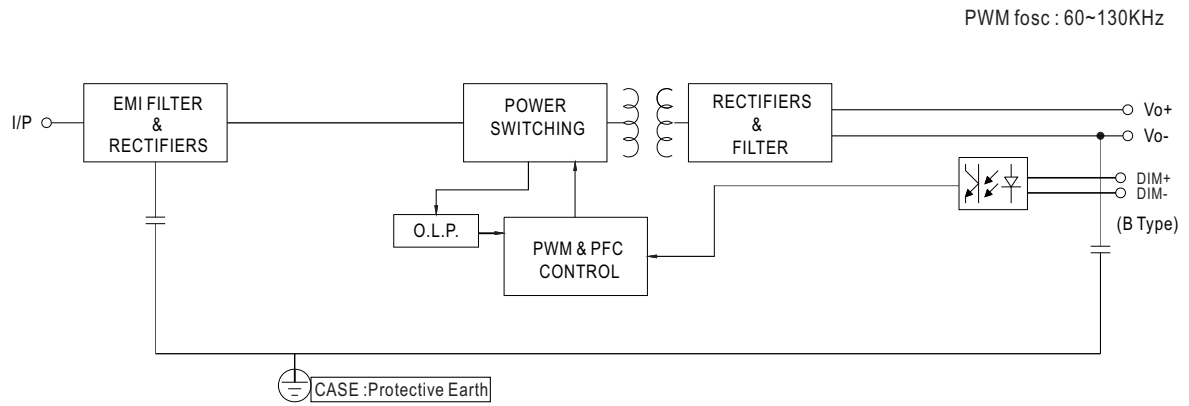 PWM fosc : 60~130KHz
I/P
EMI FILTER
&
RECTIFIERS
POWER
SWITCHING
RECTIFIERS
&
FILTER
Vo+
Vo-
DIM+
DIM-
(B Type)
O.L.P.
PWM & PFC
CONTROL
CASE :Protective Earth